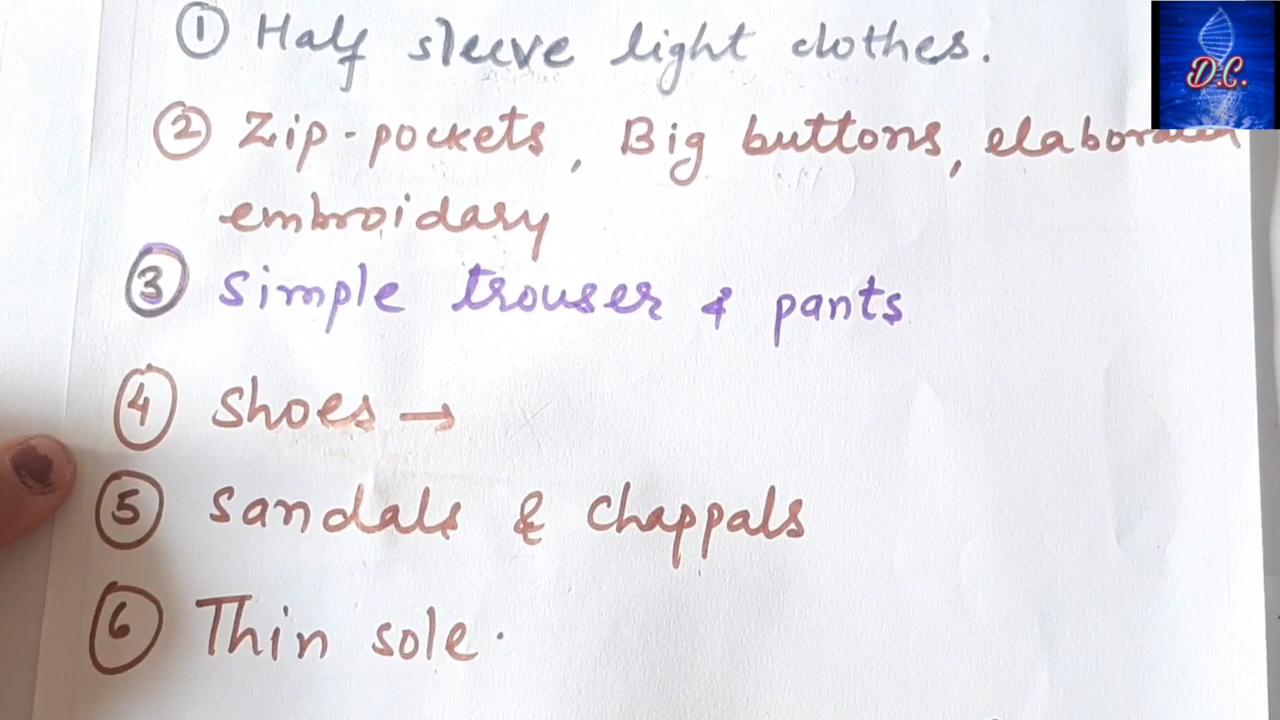 ① Half sleeve light clothes.
② Zip-pockets, Big buttons,
embroidary
③ Simple trouser & pants
④ Shoes →
⑤ Sandals & chappals
⑥ Thin sole.
D.C.